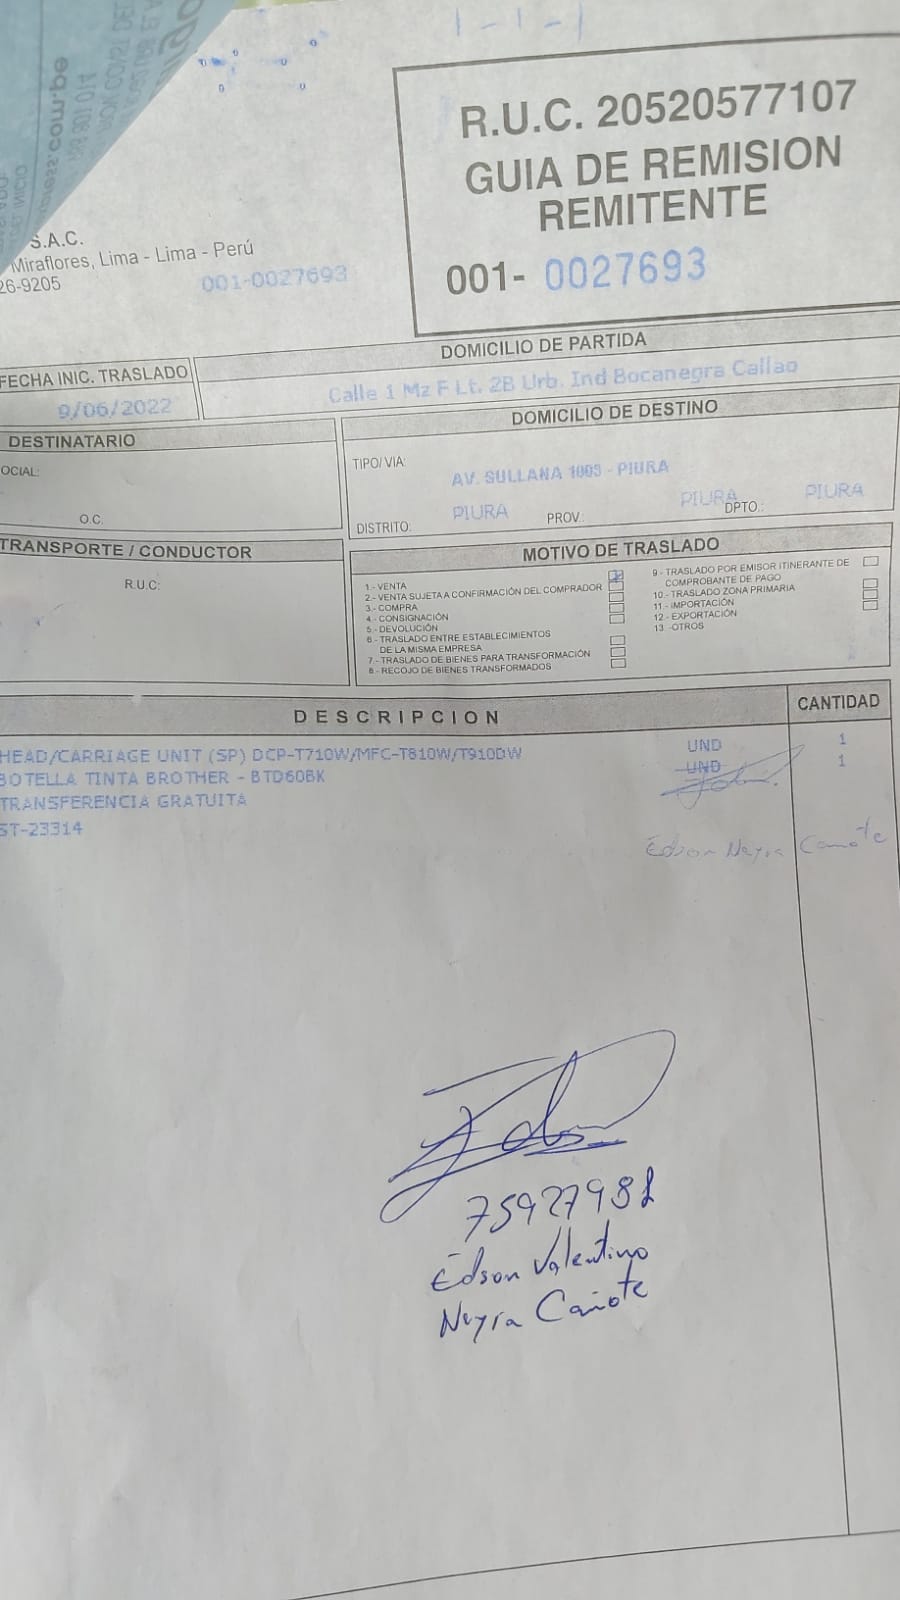 R.U.C. 20520577107
GUIA DE REMISION
REMITENTE
001- 0027693
S.A.C.
Miraflores, Lima - Lima - Perú
26-9205
001-0027693
FECHA INIC. TRASLADO
9/06/2022
DOMICILIO DE PARTIDA
Calle 1 Mz F Lt. 2B Urb. Ind Bocanegra Callao
DESTINATARIO
OCIAL:
O.C.
DOMICILIO DE DESTINO
TIPO/VIA:
AV. SULLANA 1003 - PIURA
DISTRITO: PIURA PROV.: PIURA DPTO.: PIURA
TRANSPORTE / CONDUCTOR
R.U.C:
MOTIVO DE TRASLADO
1.- VENTA
2.- VENTA SUJETA A CONFIRMACIÓN DEL COMPRADOR
3.- COMPRA
4.- CONSIGNACIÓN
5.- DEVOLUCIÓN
6.- TRASLADO ENTRE ESTABLECIMIENTOS
DE LA MISMA EMPRESA
7.- TRASLADO DE BIENES PARA TRANSFORMACIÓN
8.- RECOJO DE BIENES TRANSFORMADOS
9.- TRASLADO POR EMISOR ITINERANTE DE
COMPROBANTE DE PAGO
10.- TRASLADO ZONA PRIMARIA
11.- IMPORTACIÓN
12.- EXPORTACIÓN
13.-OTROS
DESCRIPCION CANTIDAD
HEAD/CARRIAGE UNIT (SP) DCP-T710W/MFC-T810W/T910DW UND 1
BOTELLA TINTA BROTHER - BTD60BK UND 1
TRANSFERENCIA GRATUITA
ST-23314
Edson Neyra Cañote
75927982
Edson Valentino
Neyra Cañote